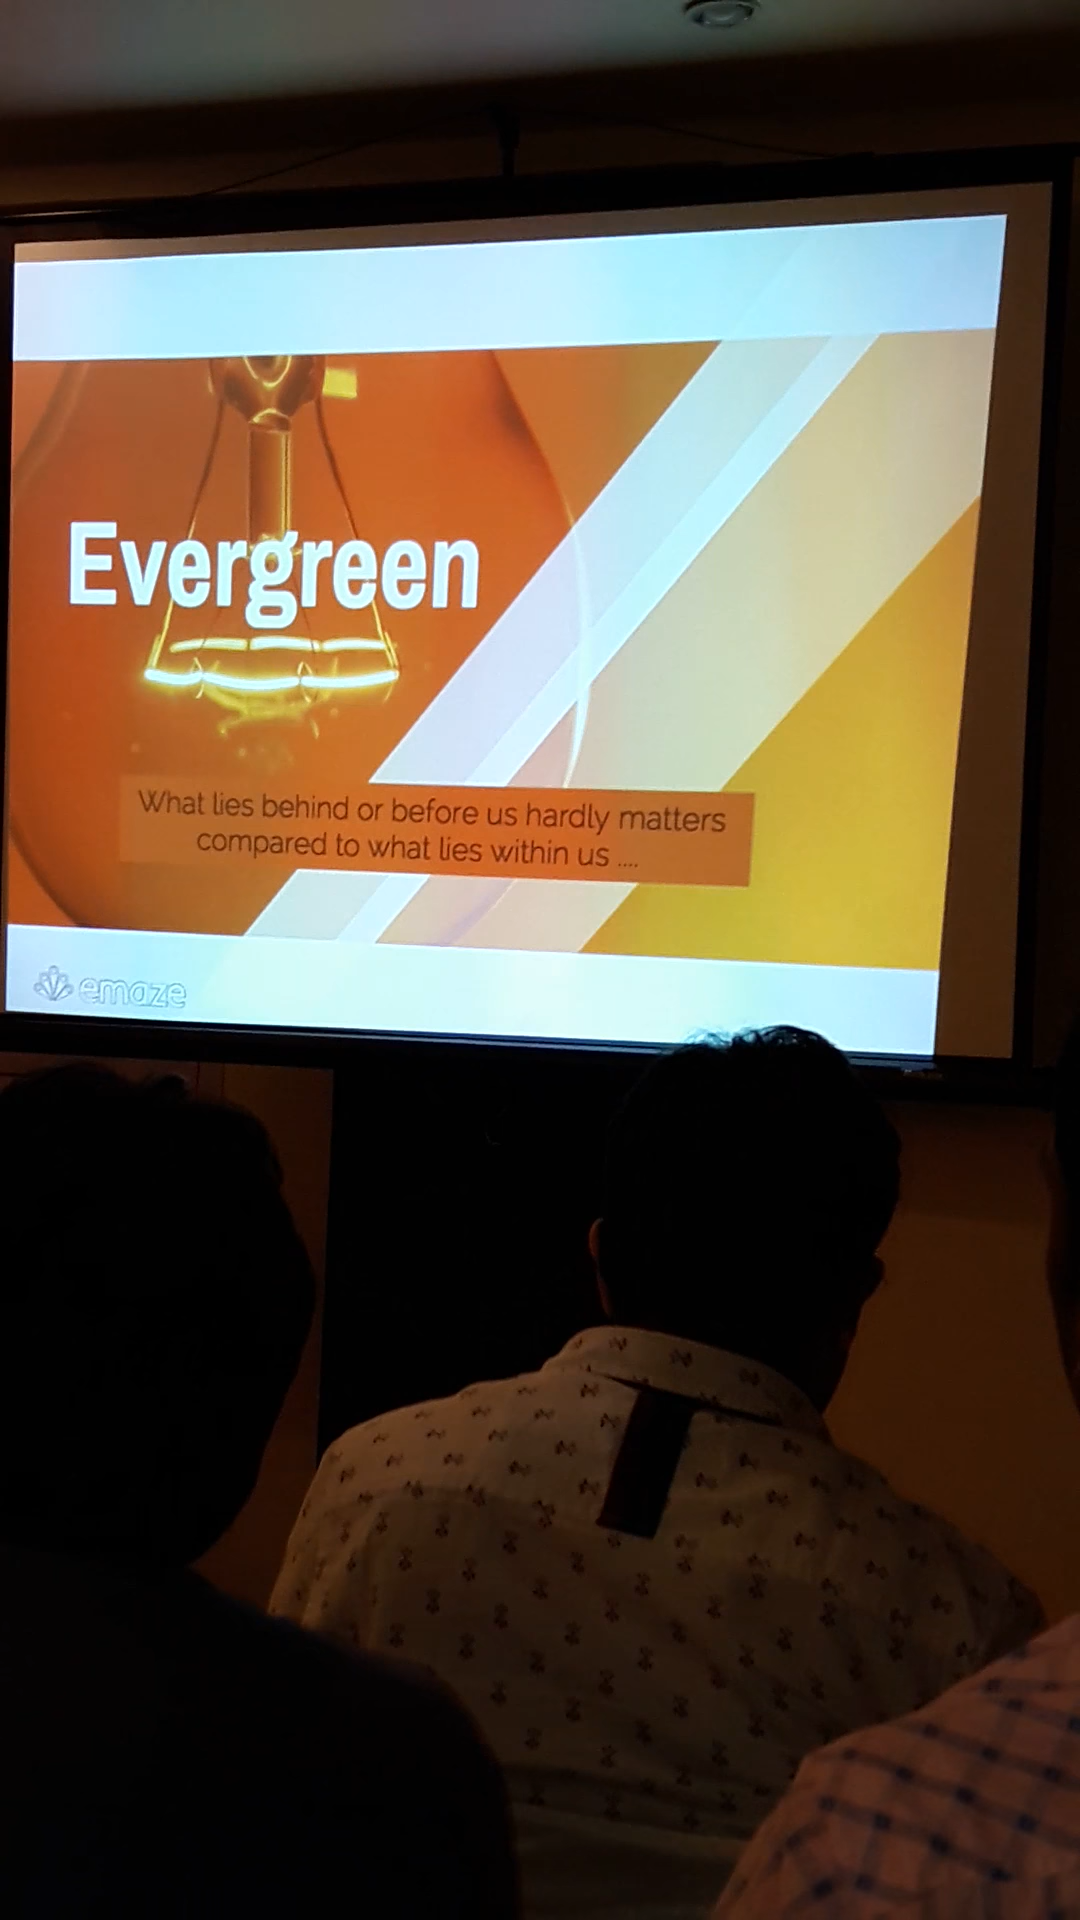 Evergreen
What lies behind or before us hardly matters
compared to what lies within us ....
emaze